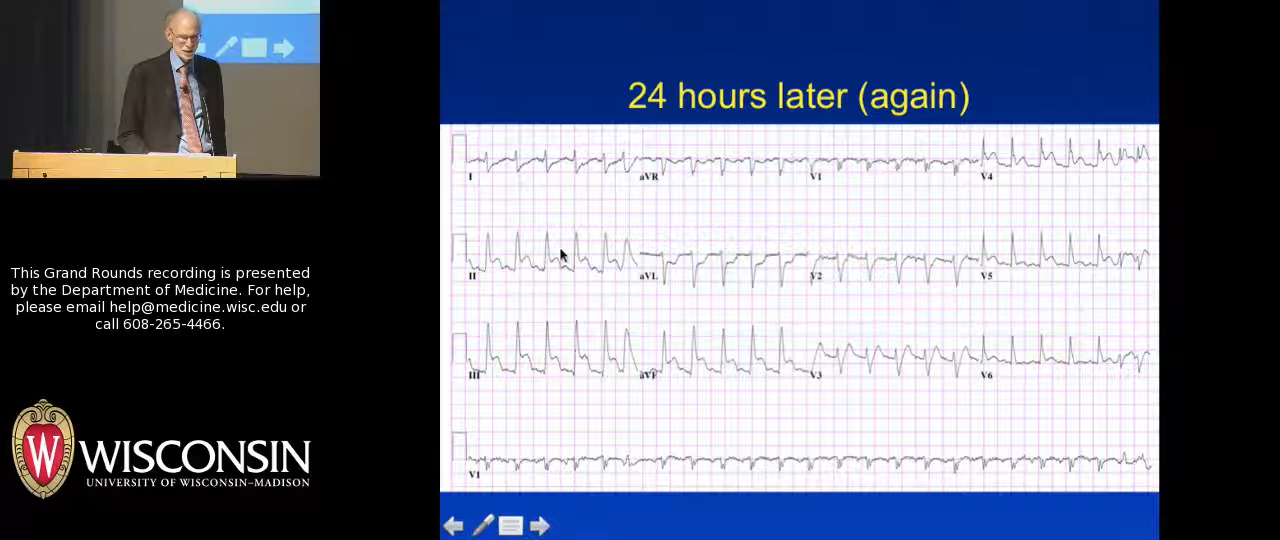 24 hours later (again)
I
aVR
V1
V4
II
aVL
V2
V5
III
aVF
V3
V6
V1
This Grand Rounds recording is presented
by the Department of Medicine. For help,
please email help@medicine.wisc.edu or
call 608-265-4466.
W
WISCONSIN
UNIVERSITY OF WISCONSIN–MADISON